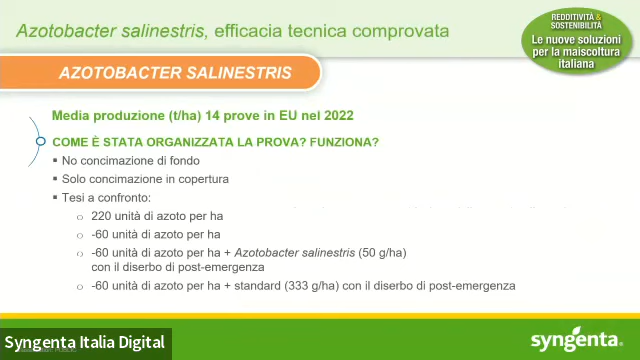 Azotobacter salinestris, efficacia tecnica comprovata
REDDITIVITÀ &
SOSTENIBILITÀ
Le nuove soluzioni
per la maiscoltura
italiana
AZOTOBACTER SALINESTRIS
Media produzione (t/ha) 14 prove in EU nel 2022
COME È STATA ORGANIZZATA LA PROVA? FUNZIONA?
▪ No concimazione di fondo
▪ Solo concimazione in copertura
▪ Tesi a confronto:
o 220 unità di azoto per ha
o -60 unità di azoto per ha
o -60 unità di azoto per ha + Azotobacter salinestris (50 g/ha)
con il diserbo di post-emergenza
o -60 unità di azoto per ha + standard (333 g/ha) con il diserbo di post-emergenza
Syngenta Italia Digital
syngenta